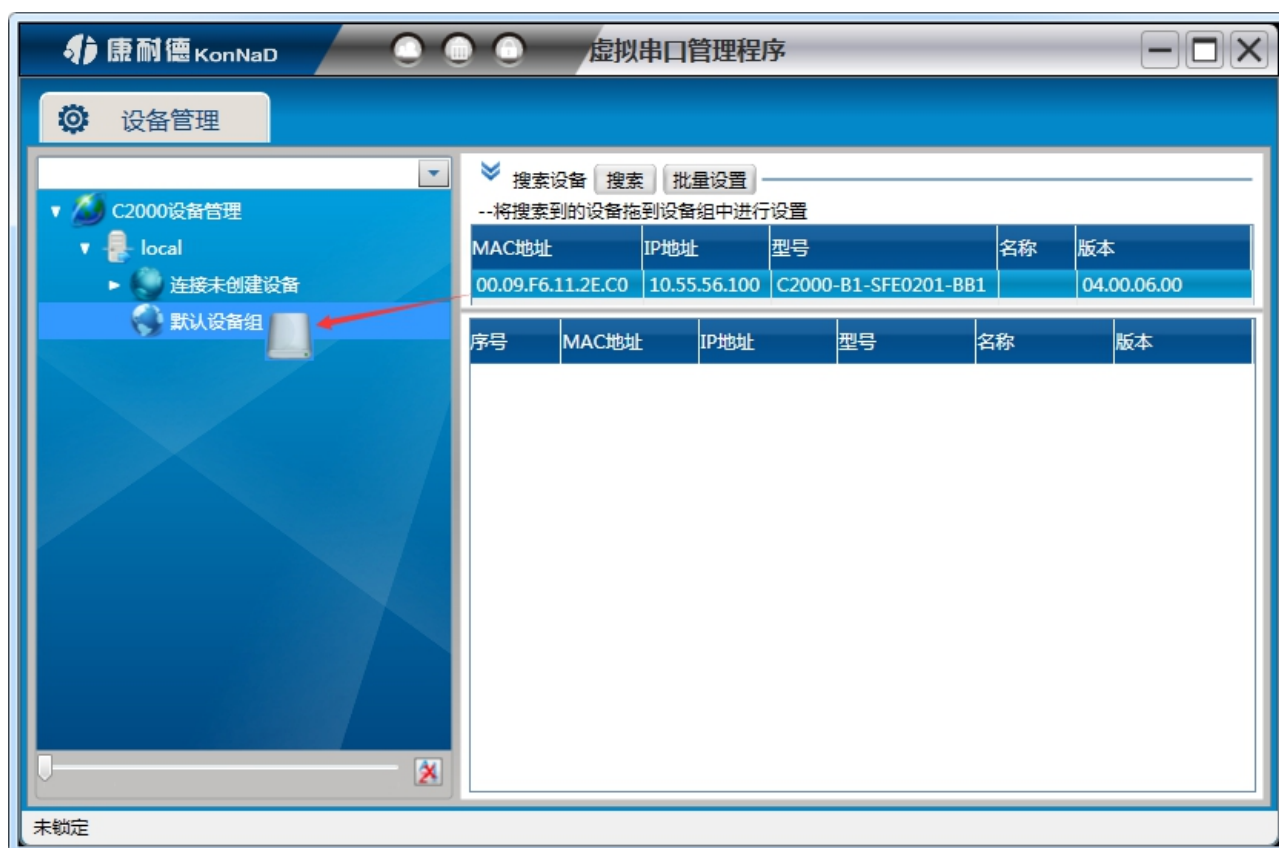 康耐德 KonNaD
虚拟串口管理程序
设备管理
C2000设备管理
local
连接未创建设备
默认设备组
搜索设备 搜索 批量设置
--将搜索到的设备拖到设备组中进行设置
MAC地址 IP地址 型号 名称 版本
00.09.F6.11.2E.C0 10.55.56.100 C2000-B1-SFE0201-BB1 04.00.06.00
序号 MAC地址 IP地址 型号 名称 版本
未锁定